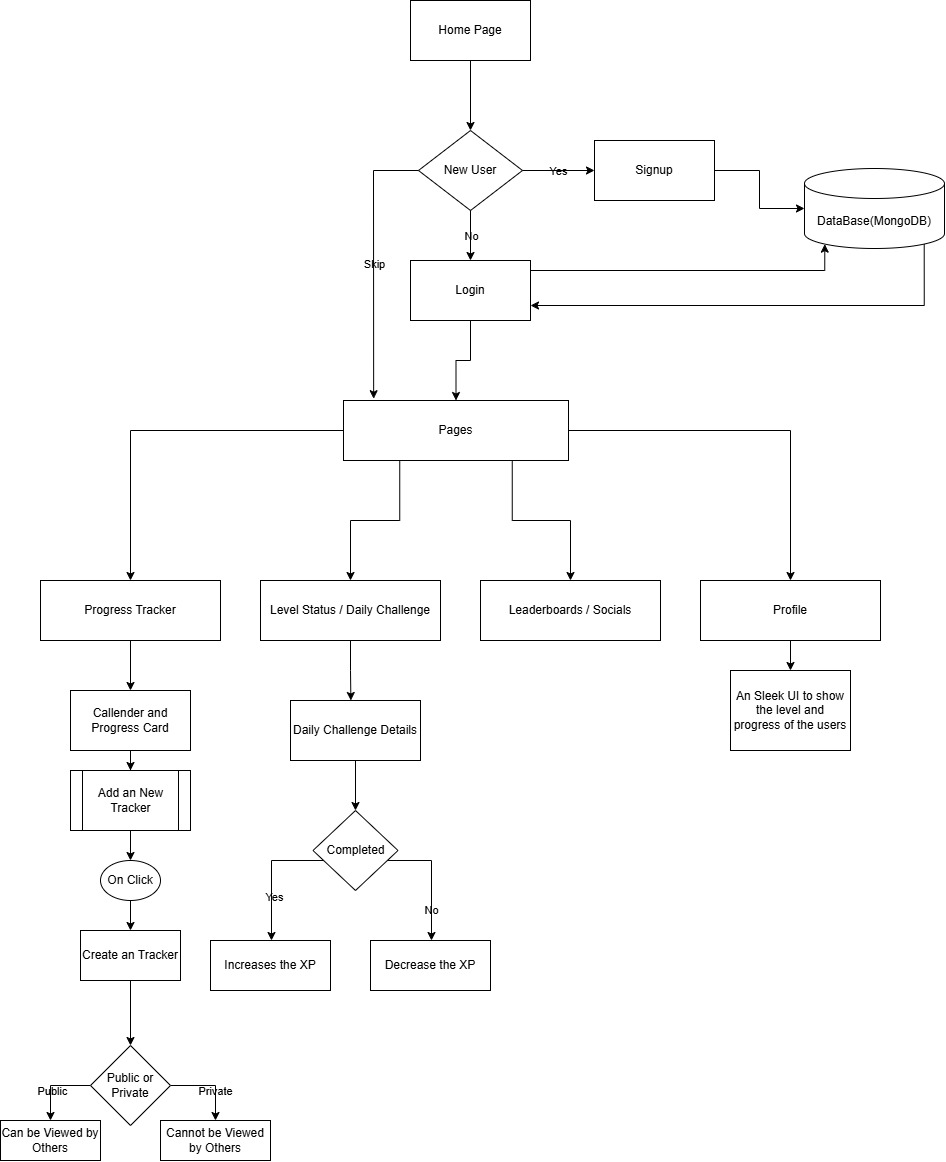 Home Page
New User
Yes
Signup
DataBase(MongoDB)
No
Skip
Login
Pages
Progress Tracker
Level Status / Daily Challenge
Leaderboards / Socials
Profile
Callender and
Progress Card
Daily Challenge Details
An Sleek UI to show
the level and
progress of the users
Add an New
Tracker
On Click
Completed
Yes
No
Create an Tracker
Increases the XP
Decrease the XP
Public or
Private
Public
Private
Can be Viewed by
Others
Cannot be Viewed
by Others